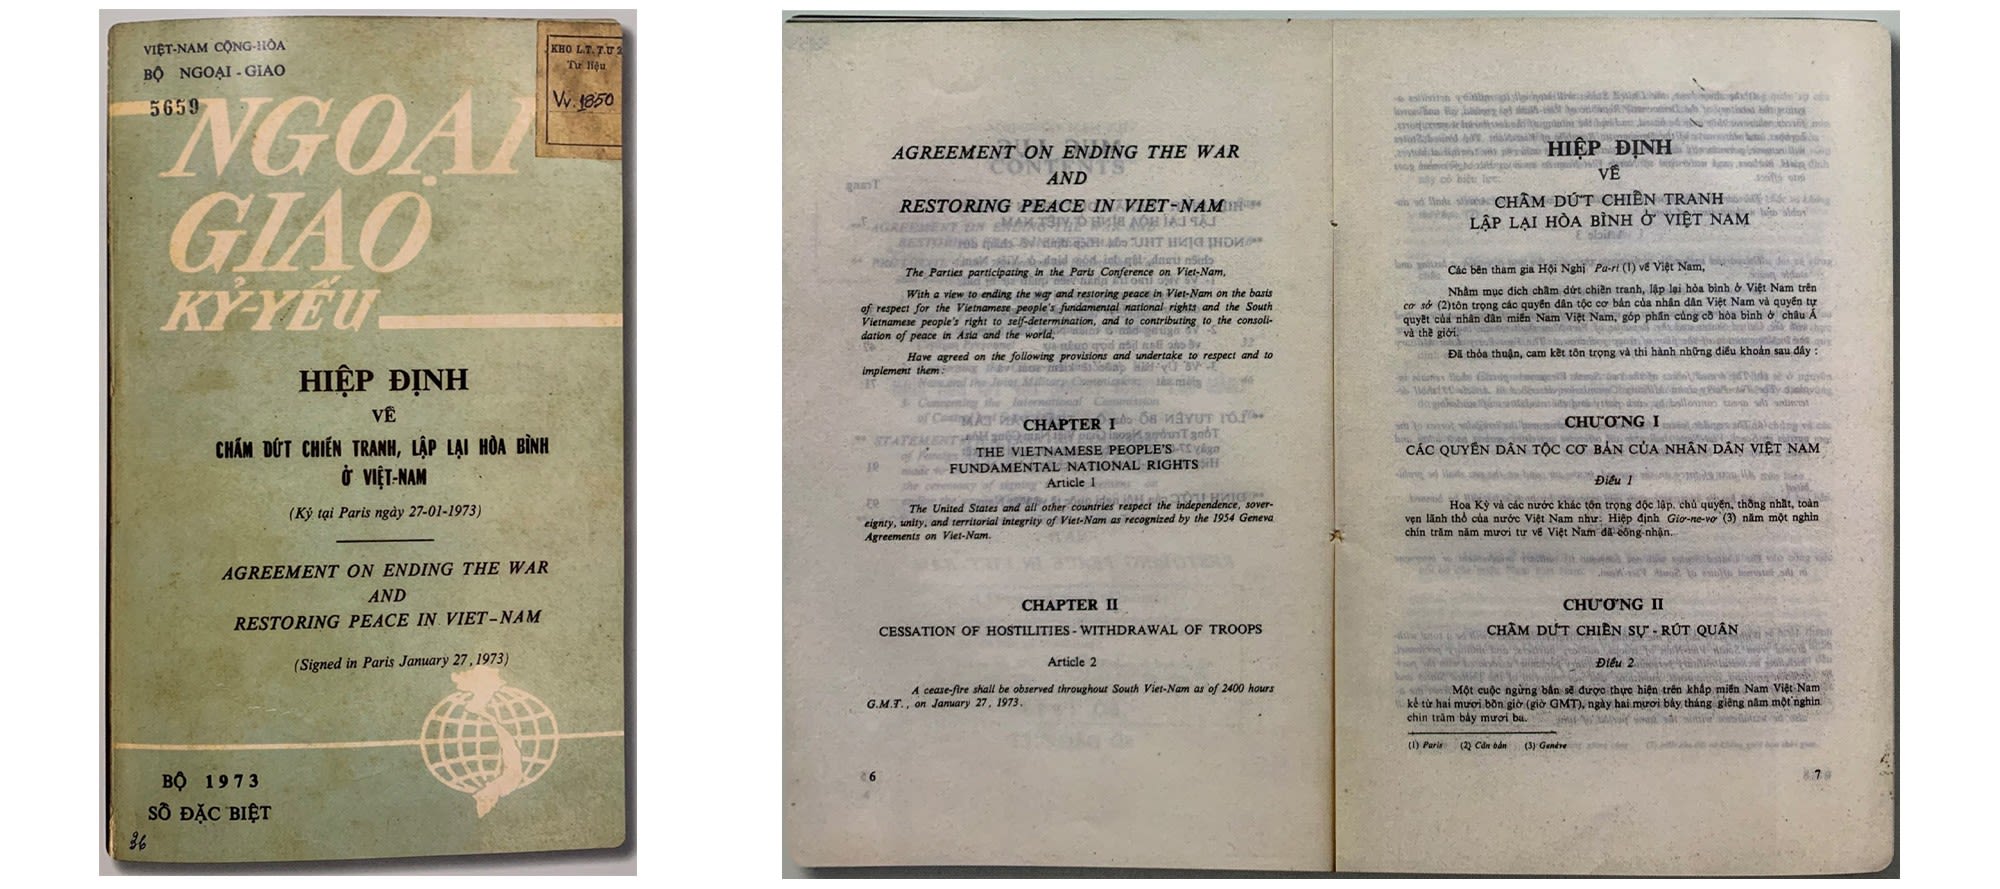 VIỆT-NAM CỘNG-HÒA
BỘ NGOẠI-GIAO
5659
KHO L.T. T.Ư 2
Tư liệu
Vv. 1850
NGOẠI
GIAO
KỶ-YẾU
HIỆP ĐỊNH
VỀ
CHẤM DỨT CHIẾN TRANH, LẬP LẠI HÒA BÌNH
Ở VIỆT-NAM
(Ký tại Paris ngày 27-01-1973)
AGREEMENT ON ENDING THE WAR
AND
RESTORING PEACE IN VIET-NAM
(Signed in Paris January 27, 1973)
BỘ 1973
SỐ ĐẶC BIỆT
36
AGREEMENT ON ENDING THE WAR
AND
RESTORING PEACE IN VIET-NAM
The Parties participating in the Paris Conference on Viet-Nam,
With a view to ending the war and restoring peace in Viet-Nam on the basis
of respect for the Vietnamese people's fundamental national rights and the South
Vietnamese people's right to self-determination, and to contributing to the consoli-
dation of peace in Asia and the world,
Have agreed on the following provisions and undertake to respect and to
implement them :
CHAPTER I
THE VIETNAMESE PEOPLE'S
FUNDAMENTAL NATIONAL RIGHTS
Article 1
The United States and all other countries respect the independence, sover-
eignty, unity, and territorial integrity of Viet-Nam as recognized by the 1954 Geneva
Agreements on Viet-Nam.
CHAPTER II
CESSATION OF HOSTILITIES - WITHDRAWAL OF TROOPS
Article 2
A cease-fire shall be observed throughout South Viet-Nam as of 2400 hours
G.M.T., on January 27, 1973.
6
HIỆP ĐỊNH
VỀ
CHẤM DỨT CHIẾN TRANH
LẬP LẠI HÒA BÌNH Ở VIỆT NAM
Các bên tham gia Hội Nghị Pa-ri (1) về Việt Nam,
Nhằm mục đích chấm dứt chiến tranh, lập lại hòa bình ở Việt Nam trên
cơ sở (2) tôn trọng các quyền dân tộc cơ bản của nhân dân Việt Nam và quyền tự
quyết của nhân dân miền Nam Việt Nam, góp phần củng cố hòa bình ở châu Á
và thế giới,
Đã thỏa thuận, cam kết tôn trọng và thi hành những điều khoản sau đây :
CHƯƠNG I
CÁC QUYỀN DÂN TỘC CƠ BẢN CỦA NHÂN DÂN VIỆT NAM
Điều 1
Hoa Kỳ và các nước khác tôn trọng độc lập, chủ quyền, thống nhất, toàn
vẹn lãnh thổ của nước Việt Nam như: Hiệp định Giơ-ne-vơ (3) năm một nghìn
chín trăm năm mươi tư về Việt Nam đã công nhận.
CHƯƠNG II
CHẤM DỨT CHIẾN SỰ - RÚT QUÂN
Điều 2
Một cuộc ngừng bắn sẽ được thực hiện trên khắp miền Nam Việt Nam
kể từ hai mươi bốn giờ (giờ GMT), ngày hai mươi bảy tháng giêng năm một nghìn
chín trăm bảy mươi ba.
(1) Paris (2) Căn bản (3) Genève
7